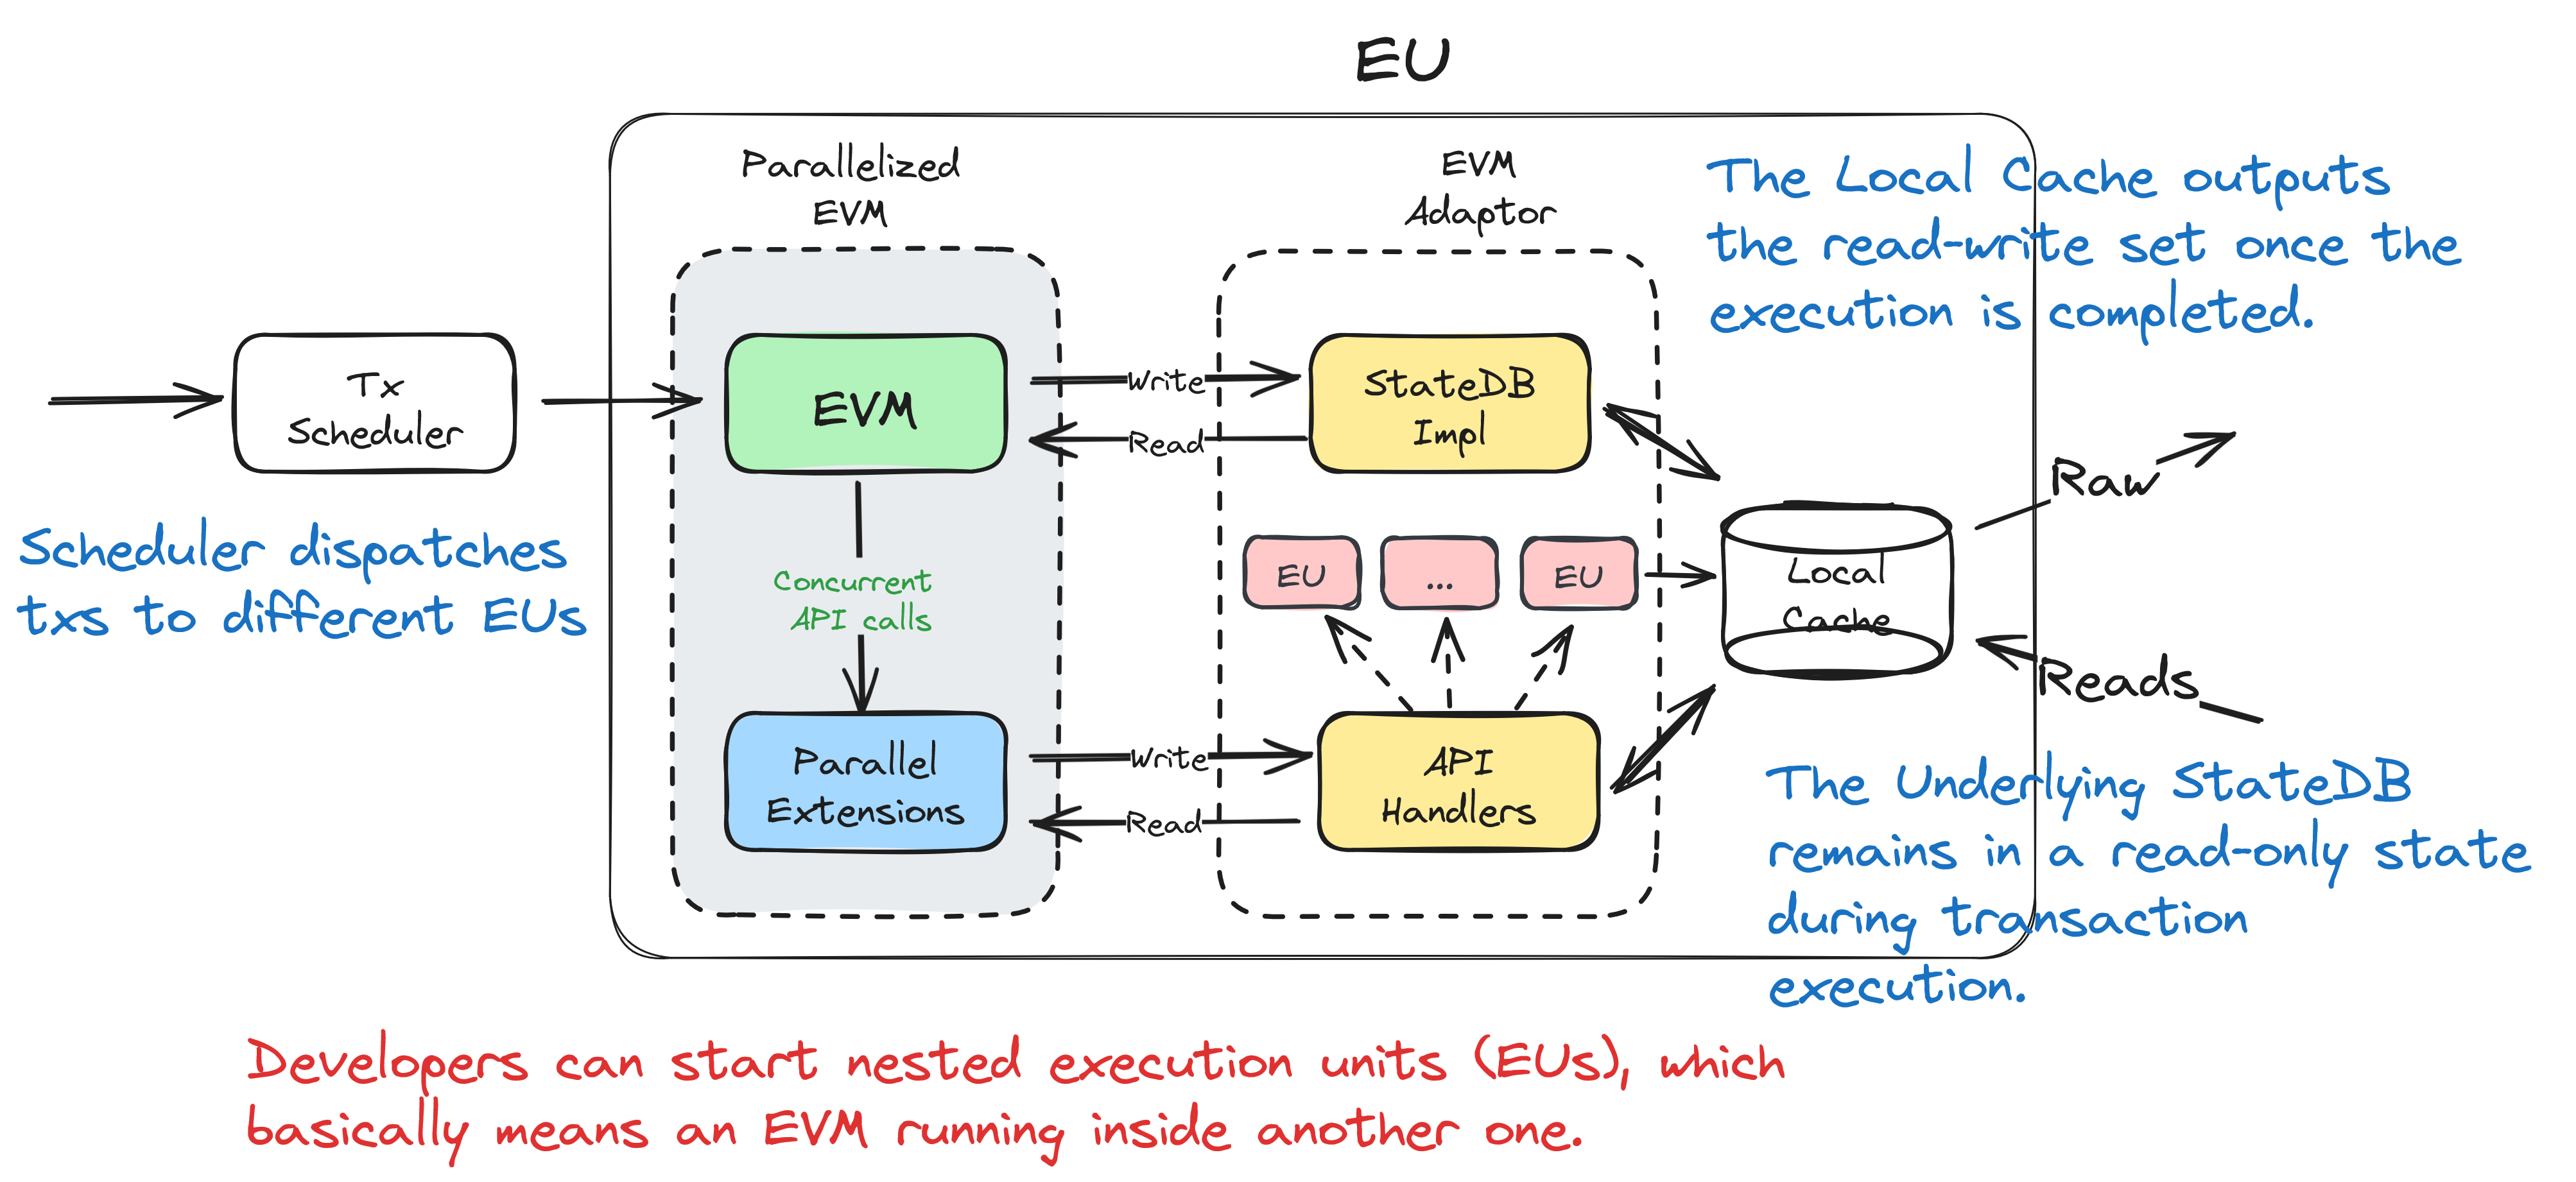 EU
Parallelized
EVM
EVM
Adaptor
The Local Cache outputs
the read-write set once the
execution is completed.
Tx
Scheduler
EVM
Write
Read
StateDB
Impl
Raw
Scheduler dispatches
txs to different EUs
Concurrent
API calls
EU
...
EU
Local
Cache
Reads
Parallel
Extensions
Write
Read
API
Handlers
The Underlying StateDB
remains in a read-only state
during transaction
execution.
Developers can start nested execution units (EUs), which
basically means an EVM running inside another one.